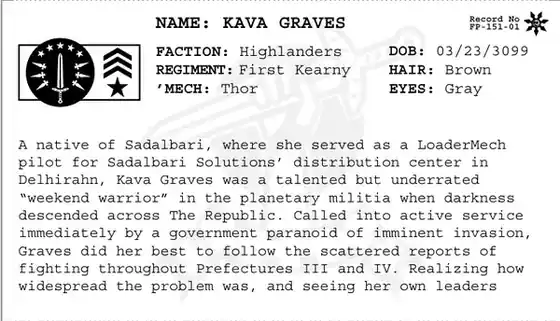 NAME: KAVA GRAVES
Record No
FP-151-01
FACTION: Highlanders
DOB: 03/23/3099
REGIMENT: First Kearny
HAIR: Brown
’MECH: Thor
EYES: Gray
A native of Sadalbari, where she served as a LoaderMech
pilot for Sadalbari Solutions’ distribution center in
Delhirahn, Kava Graves was a talented but underrated
“weekend warrior” in the planetary militia when darkness
descended across The Republic. Called into active service
immediately by a government paranoid of imminent invasion,
Graves did her best to follow the scattered reports of
fighting throughout Prefectures III and IV. Realizing how
widespread the problem was, and seeing her own leaders